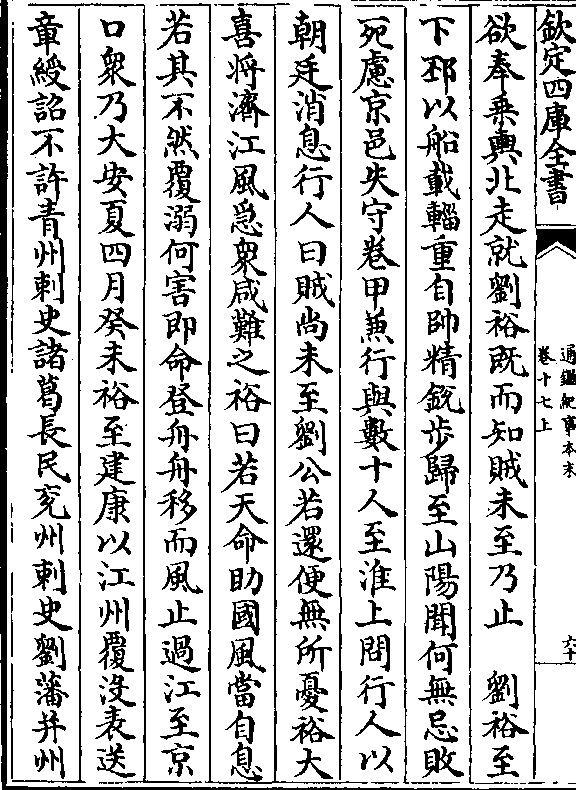 欽定四庫全書
通鑑紀事本末
卷十七上
六十
欲奉乗輿北走就劉裕既而知賊未至乃止　劉裕至
下邳以船載輜重自帥精銳步歸至山陽聞何無忌敗
死慮京邑失守卷甲兼行與數十人至淮上問行人以
朝廷消息行人曰賊尚未至劉公若還便無所憂裕大
喜將濟江風急衆咸難之裕曰若天命助國風當自息
若其不然覆溺何害即命登舟舟移而風止過江至京
口衆乃大安夏四月癸未裕至建康以江州覆没表送
章綬詔不許青州刺史諸葛長民兗州刺史劉藩并州